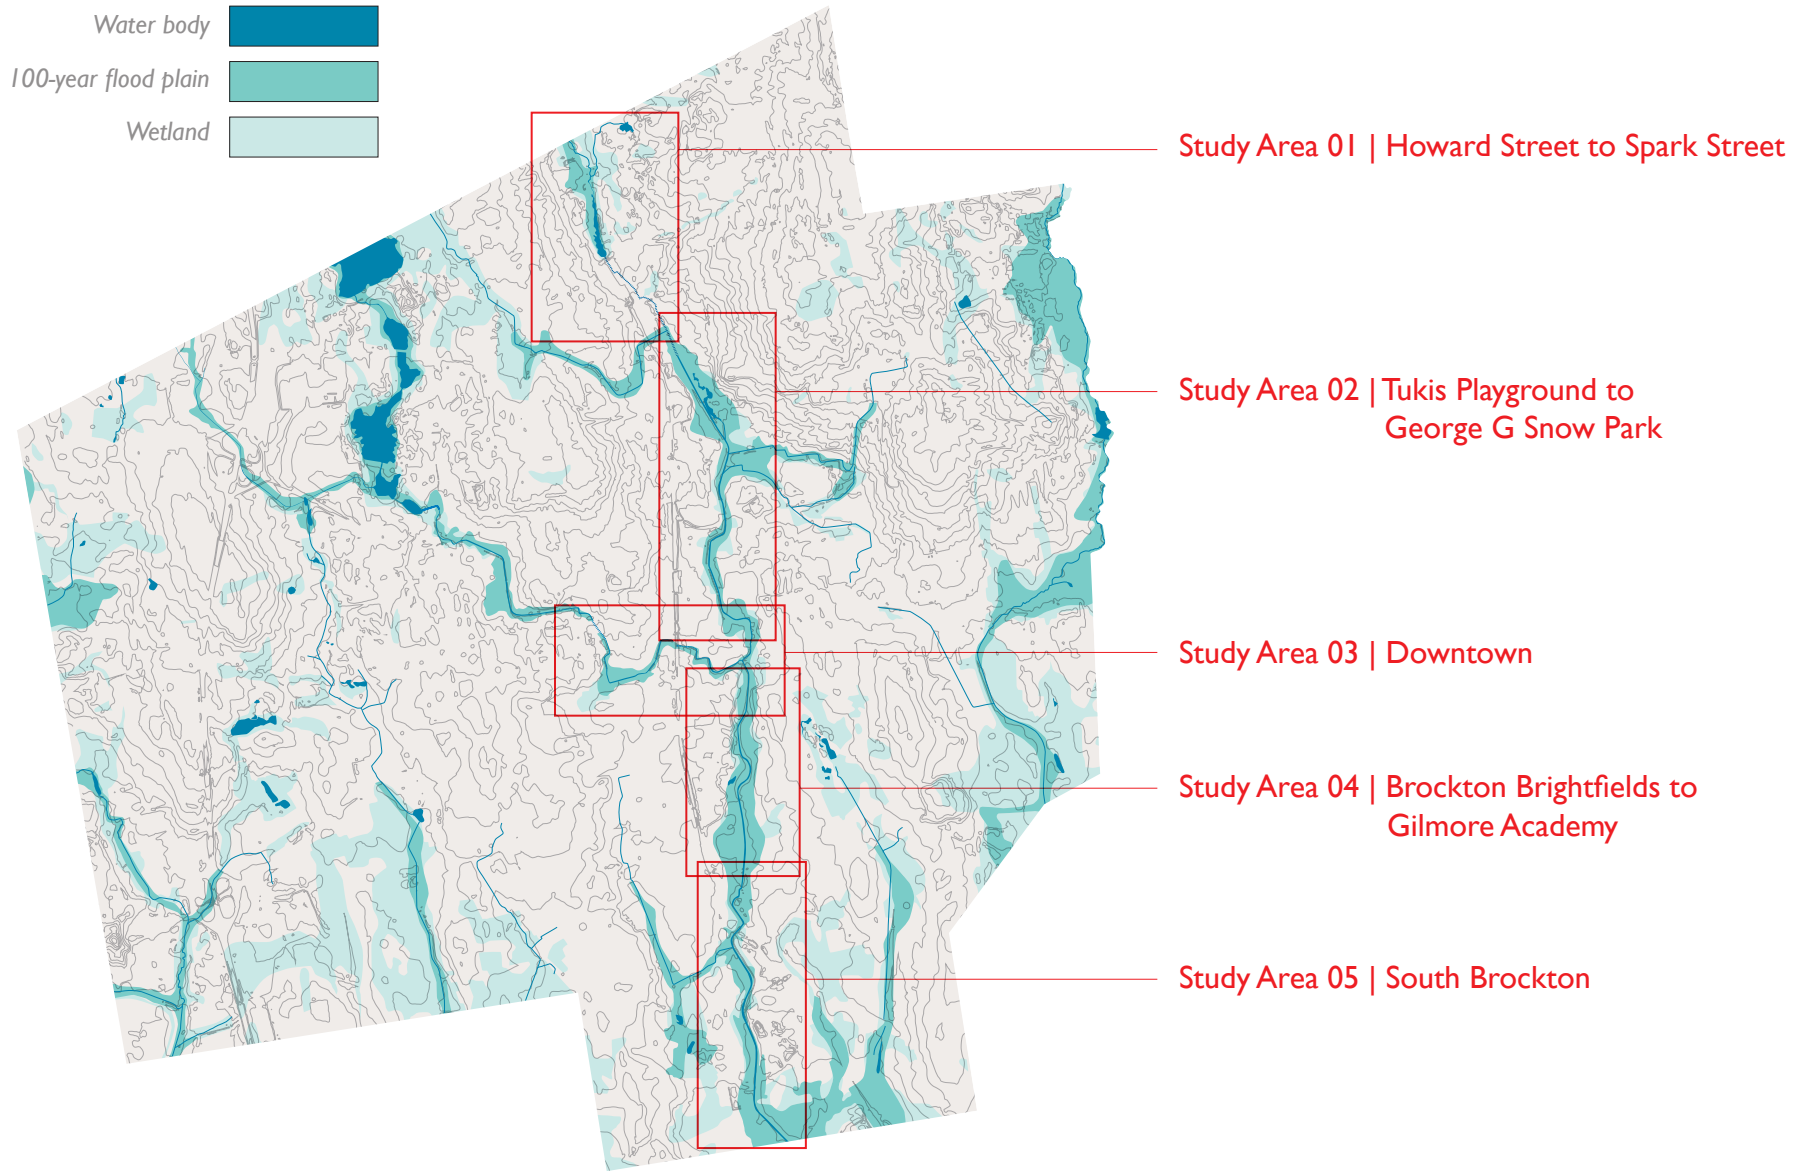 Water body
100-year flood plain
Wetland
Study Area 01 | Howard Street to Spark Street
Study Area 02 | Tukis Playground to
George G Snow Park
Study Area 03 | Downtown
Study Area 04 | Brockton Brightfields to
Gilmore Academy
Study Area 05 | South Brockton